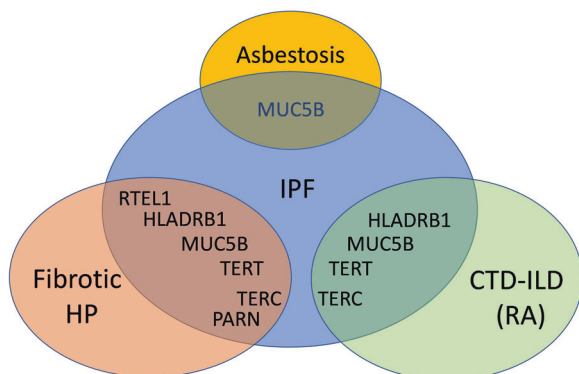 Asbestosis
MUC5B
IPF
RTEL1
HLADRB1
MUC5B
TERT
TERC
PARN
Fibrotic
HP
HLADRB1
MUC5B
TERT
TERC
CTD-ILD
(RA)